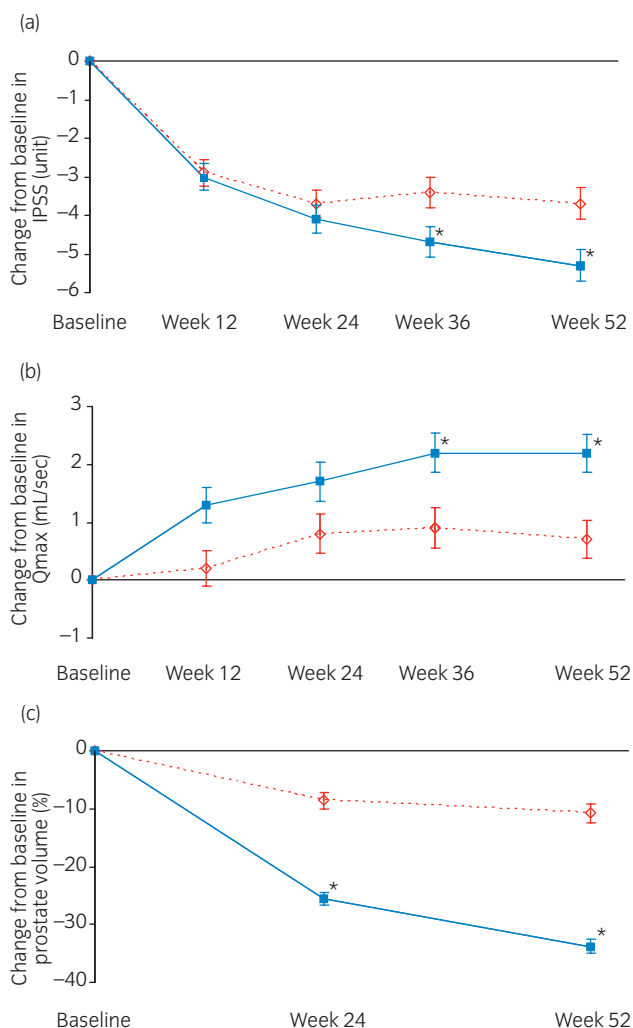 (a)
Change from baseline in
IPSS (unit)
0
−1
−2
−3
−4
−5
−6
*
*
Baseline Week 12 Week 24 Week 36 Week 52
(b)
Change from baseline in
Qmax (mL/sec)
3
2
1
0
−1
*
*
Baseline Week 12 Week 24 Week 36 Week 52
(c)
Change from baseline in
prostate volume (%)
0
−10
−20
−30
−40
*
*
Baseline Week 24 Week 52